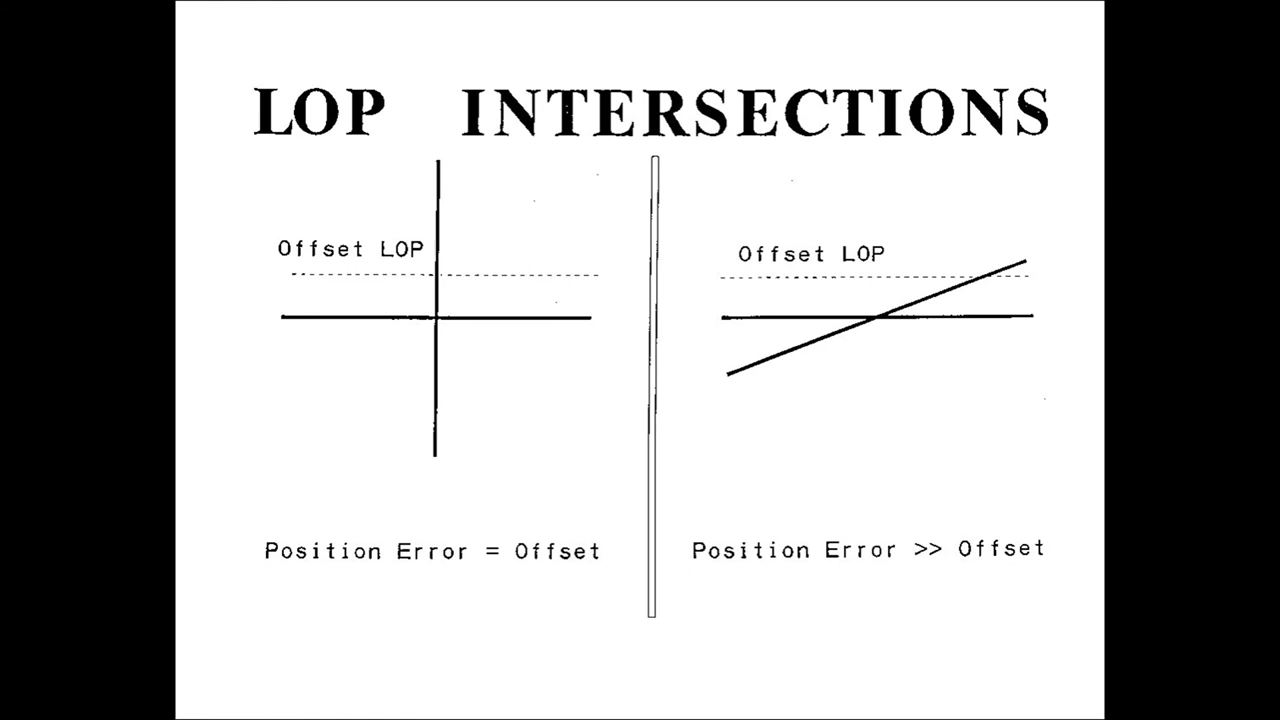 LOP INTERSECTIONS
Offset LOP
Position Error = Offset
Offset LOP
Position Error >> Offset